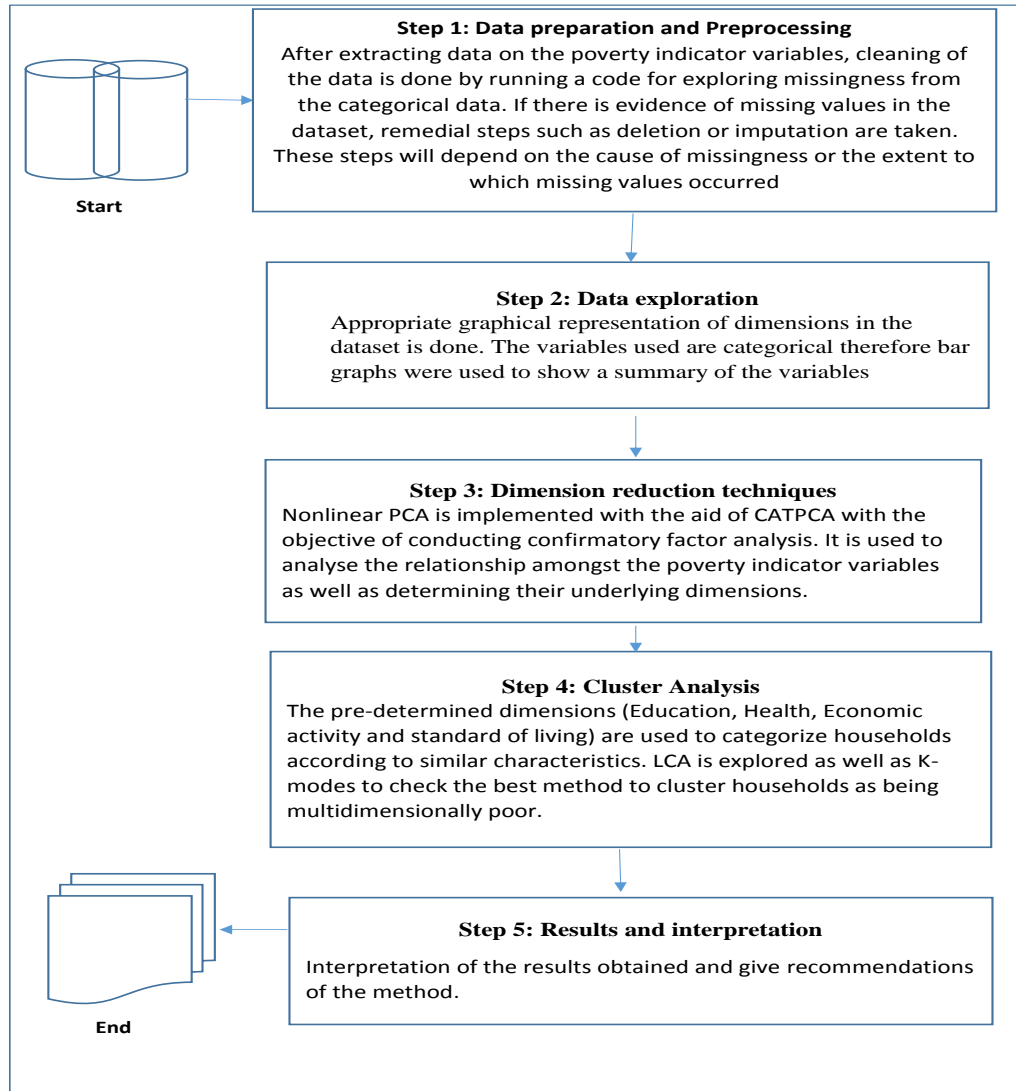 Step 1: Data preparation and Preprocessing
After extracting data on the poverty indicator variables, cleaning of
the data is done by running a code for exploring missingness from
the categorical data. If there is evidence of missing values in the
dataset, remedial steps such as deletion or imputation are taken.
These steps will depend on the cause of missingness or the extent to
which missing values occurred
Start
Step 2: Data exploration
Appropriate graphical representation of dimensions in the
dataset is done. The variables used are categorical therefore bar
graphs were used to show a summary of the variables
Step 3: Dimension reduction techniques
Nonlinear PCA is implemented with the aid of CATPCA with the
objective of conducting confirmatory factor analysis. It is used to
analyse the relationship amongst the poverty indicator variables
as well as determining their underlying dimensions.
Step 4: Cluster Analysis
The pre-determined dimensions (Education, Health, Economic
activity and standard of living) are used to categorize households
according to similar characteristics. LCA is explored as well as K-
modes to check the best method to cluster households as being
multidimensionally poor.
Step 5: Results and interpretation
Interpretation of the results obtained and give recommendations
of the method.
End